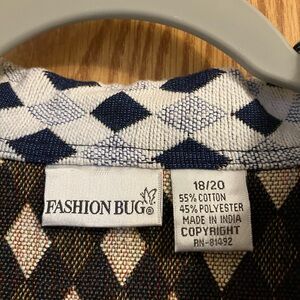 FASHION BUG®
18/20
55% COTTON
45% POLYESTER
MADE IN INDIA
COPYRIGHT
RN-81492